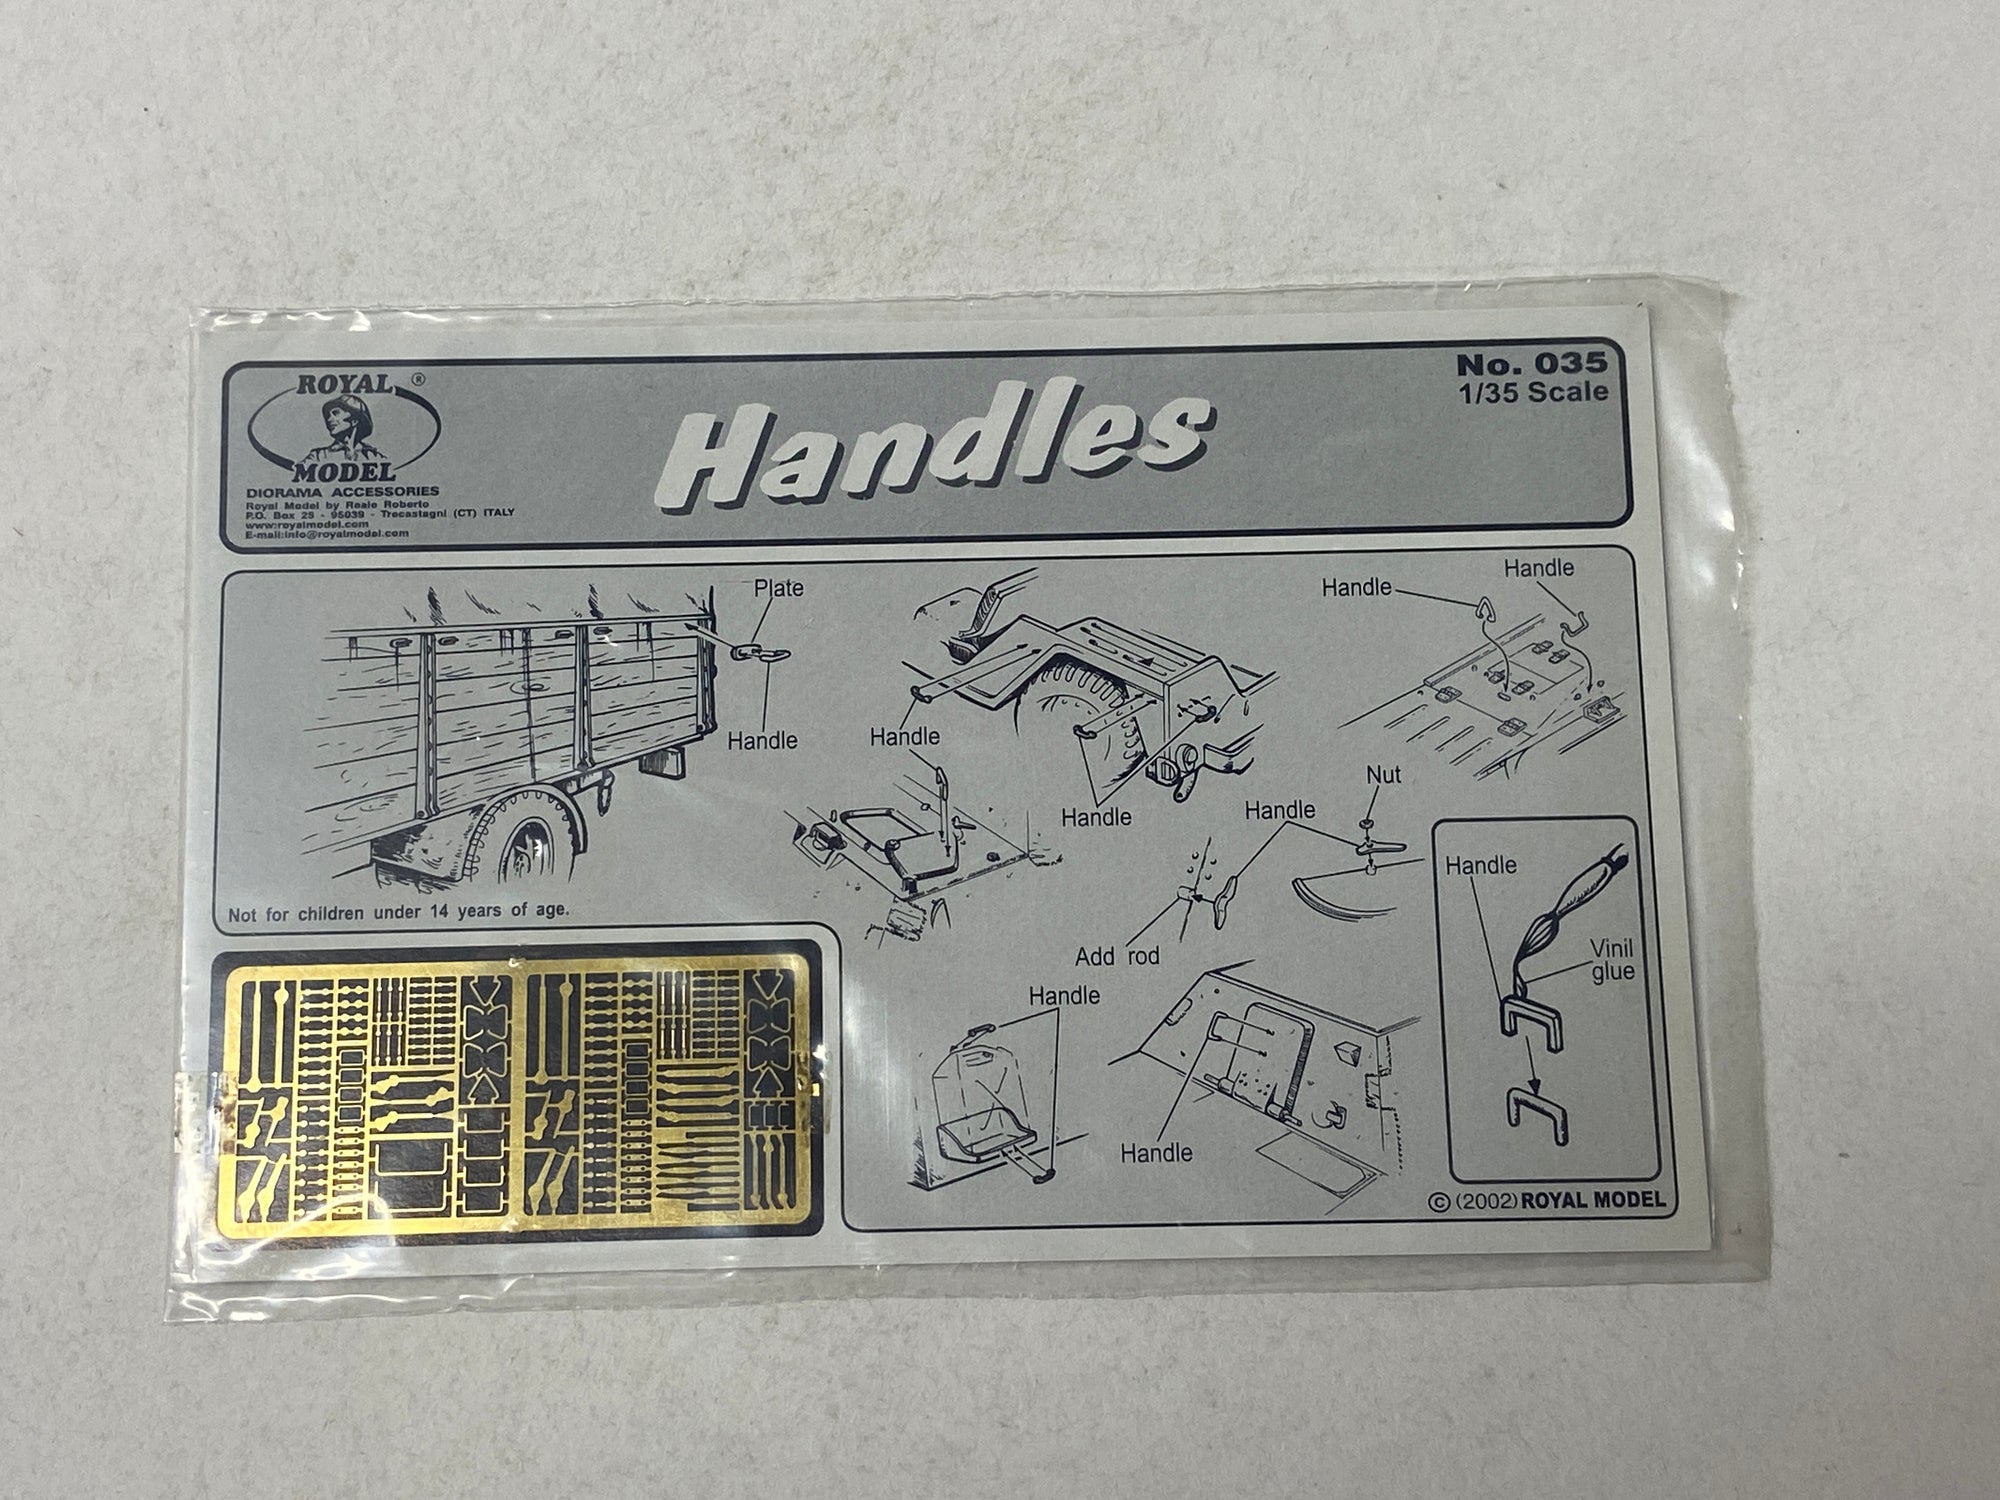 ROYAL ®
MODEL
DIORAMA ACCESSORIES
Royal Model by Reale Roberto
P.O. Box 25 - 95039 - Trecastagni (CT) ITALY
www.royalmodel.com
E-mail:info@royalmodel.com
Handles
No. 035
1/35 Scale
Plate
Handle
Handle
Handle
Handle
Handle
Nut
Handle
Add rod
Handle
Vinil
glue
Handle
Handle
Not for children under 14 years of age.
© (2002) ROYAL MODEL